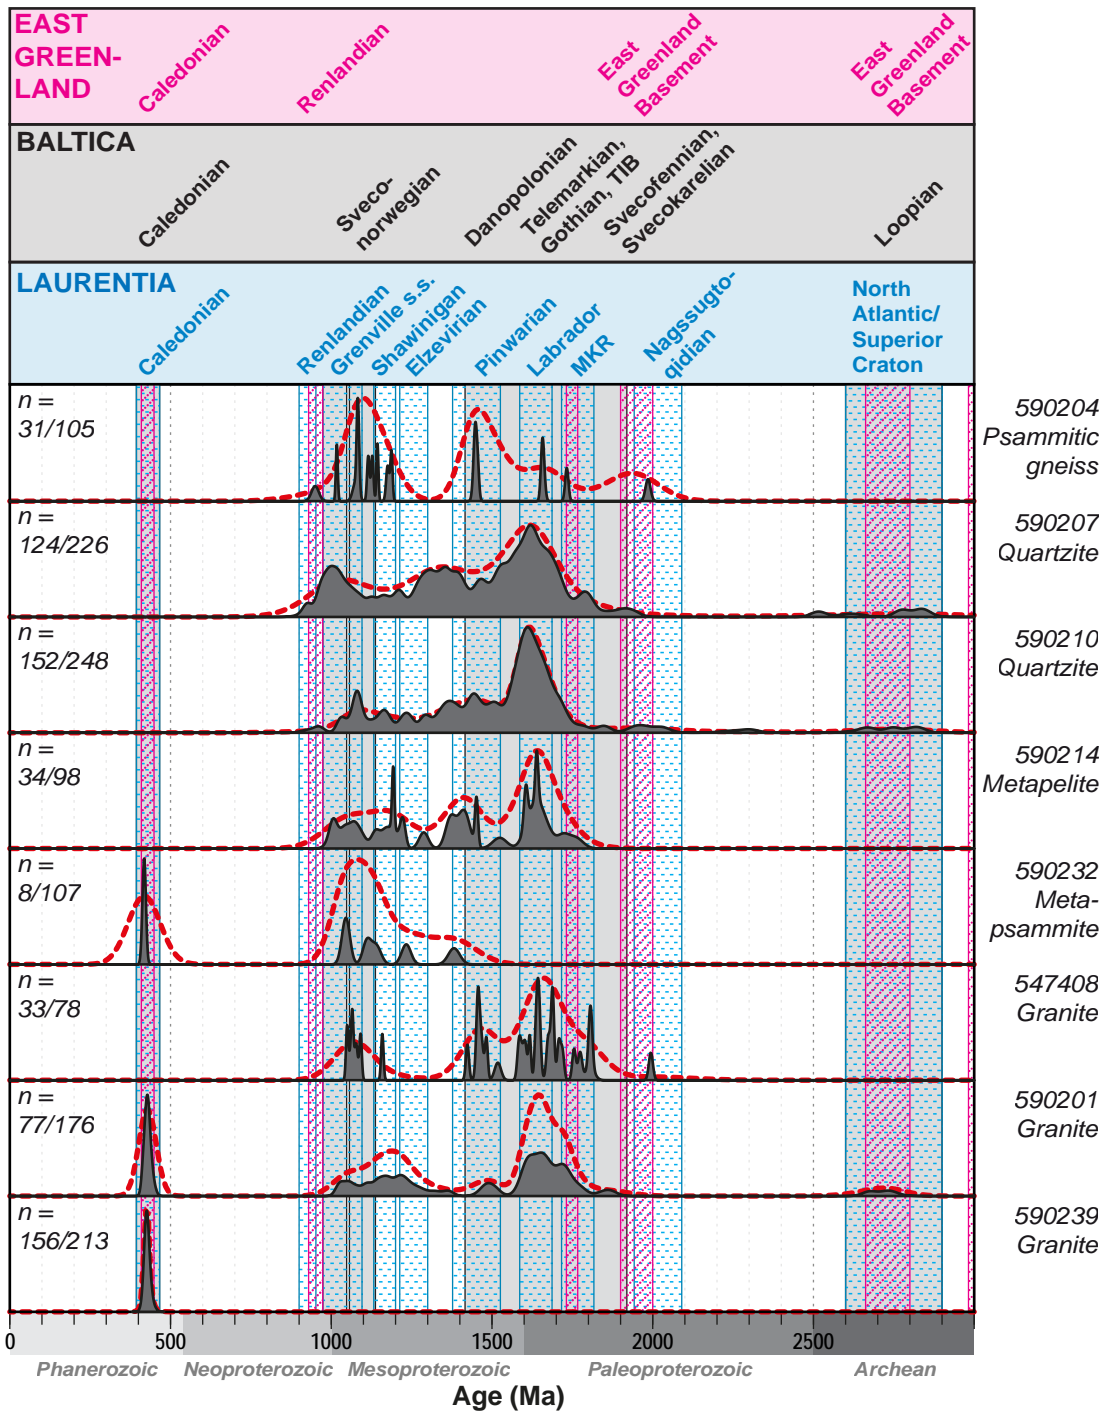 EAST
GREEN-
LAND
Caledonian
Renlandian
East
Greenland
Basement
East
Greenland
Basement
BALTICA
Caledonian
Sveco-
norwegian
Danopolonian
Telemarkian,
Gothian, TIB
Svecofennian,
Svecokarelian
Loopian
LAURENTIA
Caledonian
Renlandian
Grenville s.s.
Shawinigan
Elzevirian
Pinwarian
Labrador
MKR
Nagssugto-
qidian
North
Atlantic/
Superior
Craton
n =
31/105
590204
Psammitic
gneiss
n =
124/226
590207
Quartzite
n =
152/248
590210
Quartzite
n =
34/98
590214
Metapelite
n =
8/107
590232
Meta-
psammite
n =
33/78
547408
Granite
n =
77/176
590201
Granite
n =
156/213
590239
Granite
0 500 1000 1500 2000 2500
Phanerozoic Neoproterozoic Mesoproterozoic Paleoproterozoic Archean
Age (Ma)